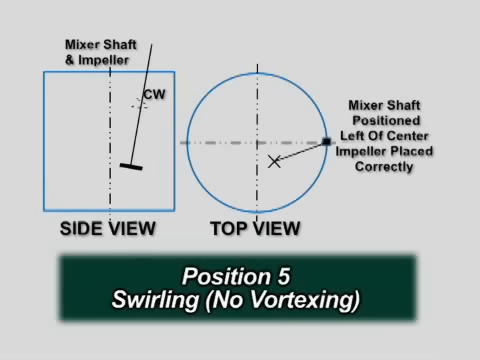 Mixer Shaft
& Impeller
CW
Mixer Shaft
Positioned
Left Of Center
Impeller Placed
Correctly
SIDE VIEW
TOP VIEW
Position 5
Swirling (No Vortexing)